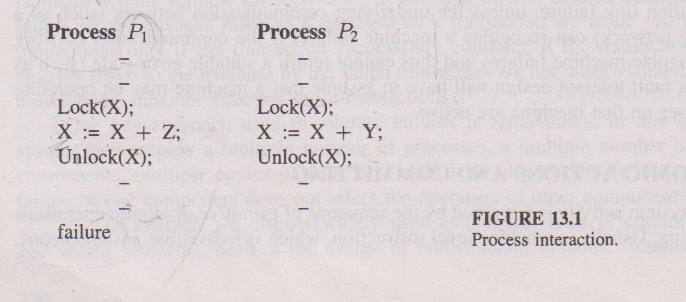 Process P1
Process P2
–
–
–
–
Lock(X);
Lock(X);
X := X + Z;
X := X + Y;
Unlock(X);
Unlock(X);
–
–
–
–
failure
FIGURE 13.1
Process interaction.